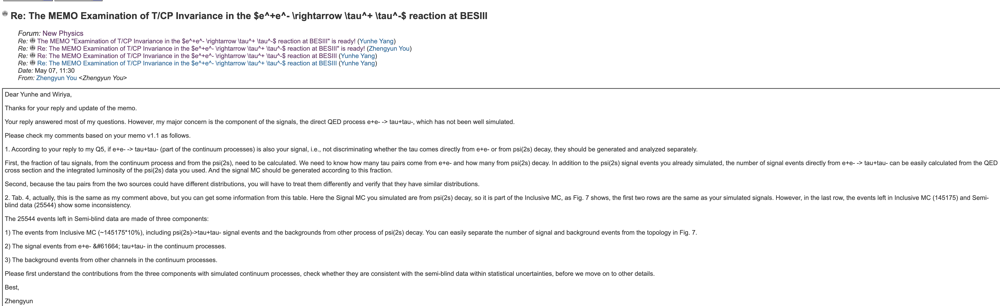 Re: The MEMO Examination of T/CP Invariance in the $e^+e^- \rightarrow \tau^+ \tau^-$ reaction at BESIII
Forum: New Physics
Re: The MEMO "Examination of T/CP Invariance in the $e^+e^- \rightarrow \tau^+ \tau^-$ reaction at BESIII" is ready! (Yunhe Yang)
Re: Re: The MEMO Examination of T/CP Invariance in the $e^+e^- \rightarrow \tau^+ \tau^-$ reaction at BESIII" is ready! (Zhengyun You)
Re: Re: The MEMO Examination of T/CP Invariance in the $e^+e^- \rightarrow \tau^+ \tau^-$ reaction at BESIII (Yunhe Yang)
Re: Re: The MEMO Examination of T/CP Invariance in the $e^+e^- \rightarrow \tau^+ \tau^-$ reaction at BESIII (Yunhe Yang)
Date: May 07, 11:30
From: Zhengyun You <Zhengyun You>
Dear Yunhe and Wiriya,
Thanks for your reply and update of the memo.
Your reply answered most of my questions. However, my major concern is the component of the signals, the direct QED process e+e- -> tau+tau-, which has not been well simulated.
Please check my comments based on your memo v1.1 as follows.
1. According to your reply to my Q5, if e+e- -> tau+tau- (part of the continuum processes) is also your signal, i.e., not discriminating whether the tau comes directly from e+e- or from psi(2s) decay, they should be generated and analyzed separately.
First, the fraction of tau signals, from the continuum process and from the psi(2s), need to be calculated. We need to know how many tau pairs come from e+e- and how many from psi(2s) decay. In addition to the psi(2s) signal events you already simulated, the number of signal events directly from e+e- -> tau+tau- can be easily calculated from the QED
cross section and the integrated luminosity of the psi(2s) data you used. And the signal MC should be generated according to this fraction.
Second, because the tau pairs from the two sources could have different distributions, you will have to treat them differently and verify that they have similar distributions.
2. Tab. 4, actually, this is the same as my comment above, but you can get some information from this table. Here the Signal MC you simulated are from psi(2s) decay, so it is part of the Inclusive MC, as Fig. 7 shows, the first two rows are the same as your simulated signals. However, in the last row, the events left in Inclusive MC (145175) and Semi-
blind data (25544) show some inconsistency.
The 25544 events left in Semi-blind data are made of three components:
1) The events from Inclusive MC (~145175*10%), including psi(2s)->tau+tau- signal events and the backgrounds from other process of psi(2s) decay. You can easily separate the number of signal and background events from the topology in Fig. 7.
2) The signal events from e+e- &#61664; tau+tau- in the continuum processes.
3) The background events from other channels in the continuum processes.
Please first understand the contributions from the three components with simulated continuum processes, check whether they are consistent with the semi-blind data within statistical uncertainties, before we move on to other details.
Best,
Zhengyun